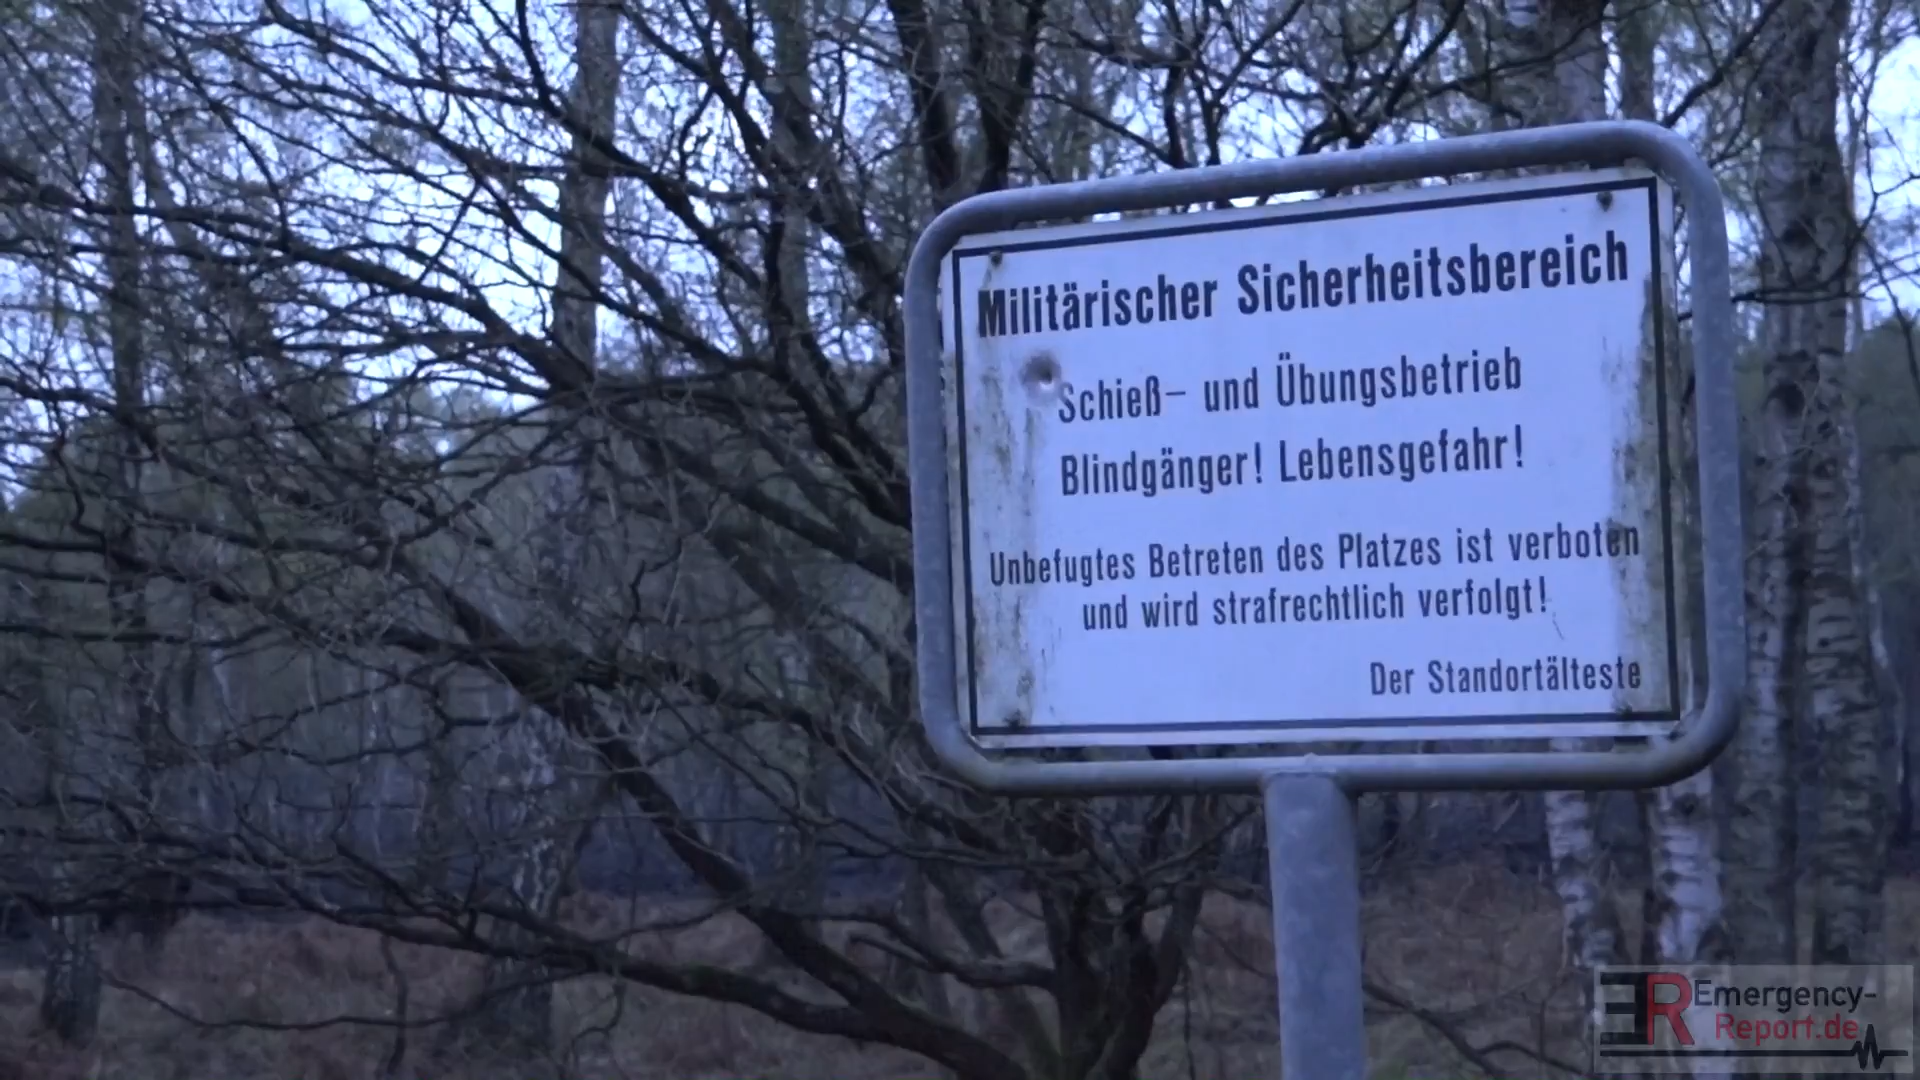 Militärischer Sicherheitsbereich
Schieß- und Übungsbetrieb
Blindgänger! Lebensgefahr!
Unbefugtes Betreten des Platzes ist verboten
und wird strafrechtlich verfolgt!
Der Standortälteste
ER Emergency-
Report.de